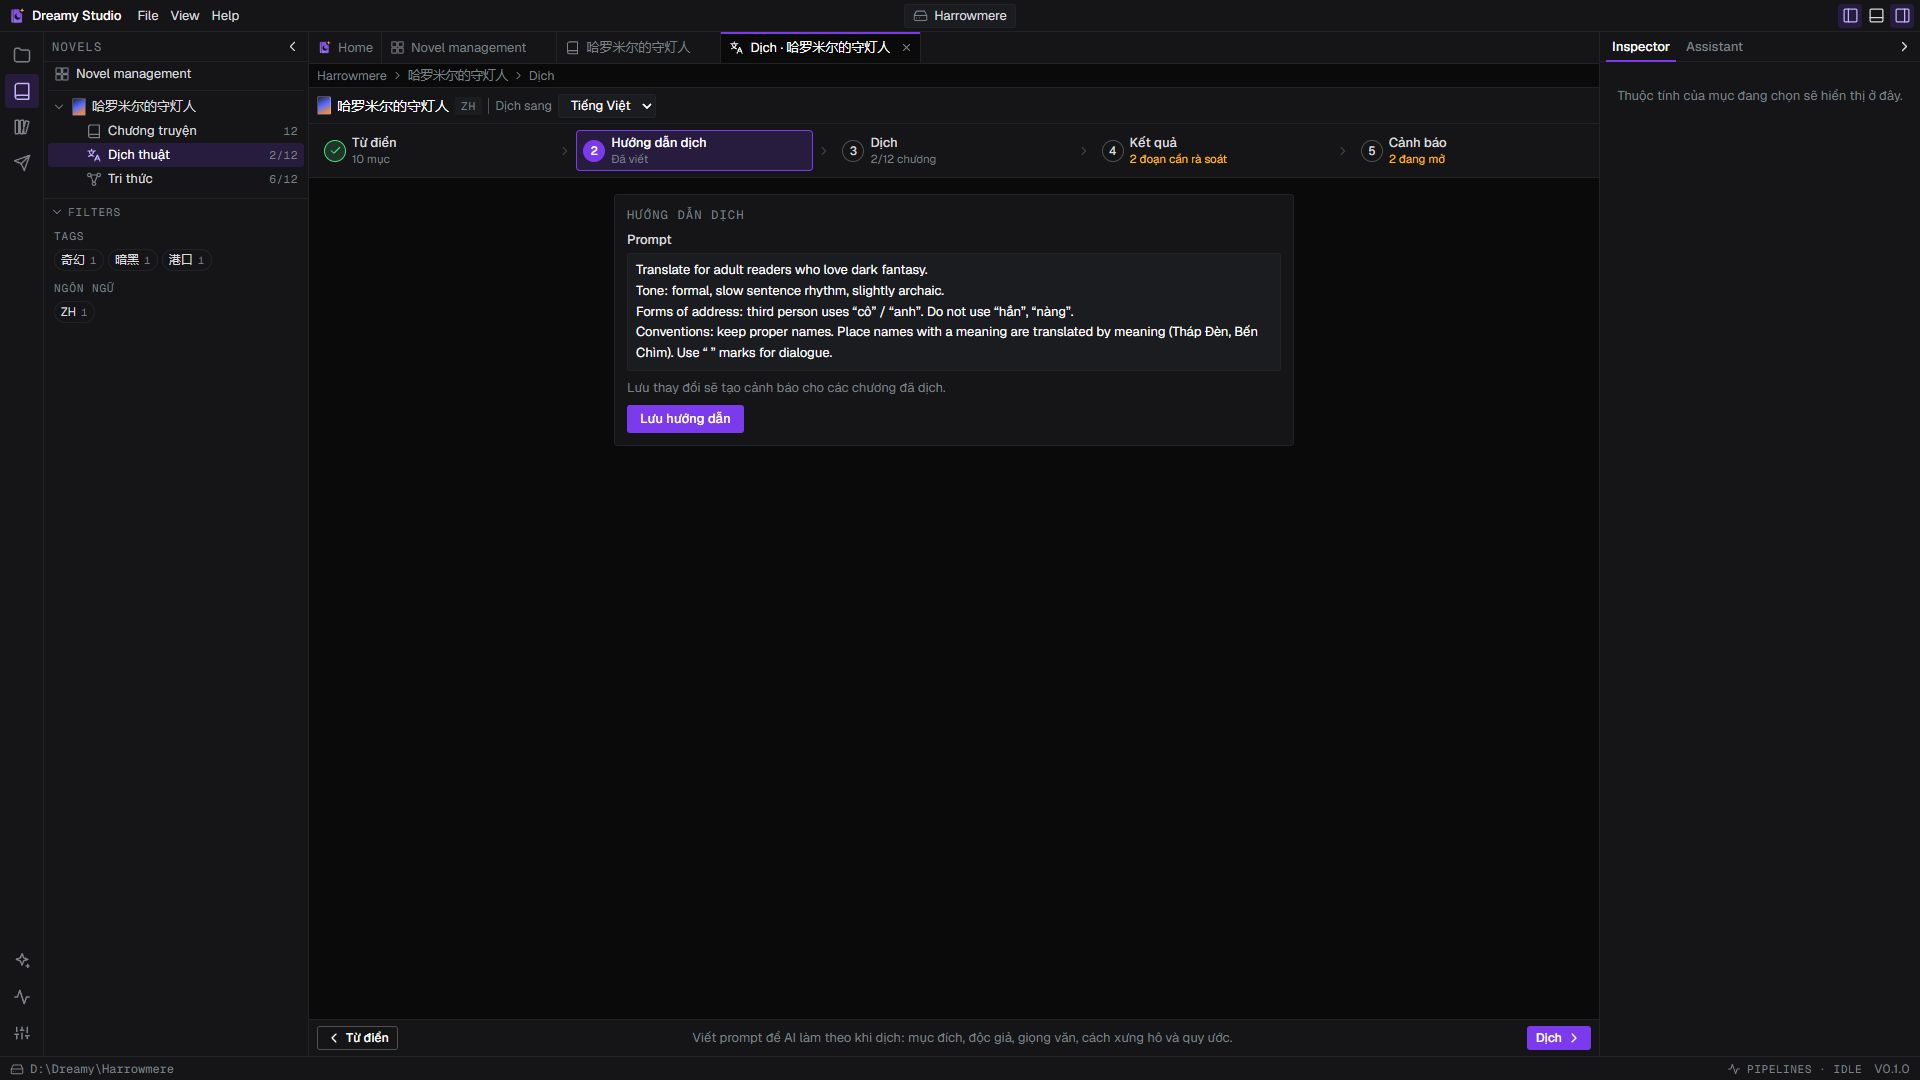 Dreamy Studio File View Help
Harrowmere
NOVELS
Novel management
哈罗米尔的守灯人
Chương truyện 12
Dịch thuật 2/12
Tri thức 6/12
FILTERS
TAGS
奇幻 1 暗黑 1 港口 1
NGÔN NGỮ
ZH 1
Home Novel management 哈罗米尔的守灯人 Dịch · 哈罗米尔的守灯人
Harrowmere > 哈罗米尔的守灯人 > Dịch
哈罗米尔的守灯人 ZH Dịch sang Tiếng Việt
Từ điển
10 mục
2 Hướng dẫn dịch
Đã viết
3 Dịch
2/12 chương
4 Kết quả
2 đoạn cần rà soát
5 Cảnh báo
2 đang mở
HƯỚNG DẪN DỊCH
Prompt
Translate for adult readers who love dark fantasy.
Tone: formal, slow sentence rhythm, slightly archaic.
Forms of address: third person uses “cô” / “anh”. Do not use “hắn”, “nàng”.
Conventions: keep proper names. Place names with a meaning are translated by meaning (Tháp Đèn, Bến
Chìm). Use “ ” marks for dialogue.
Lưu thay đổi sẽ tạo cảnh báo cho các chương đã dịch.
Lưu hướng dẫn
Inspector Assistant
Thuộc tính của mục đang chọn sẽ hiển thị ở đây.
Từ điển
Viết prompt để AI làm theo khi dịch: mục đích, độc giả, giọng văn, cách xưng hô và quy ước.
Dịch
D:\Dreamy\Harrowmere
PIPELINES · IDLE V0.1.0